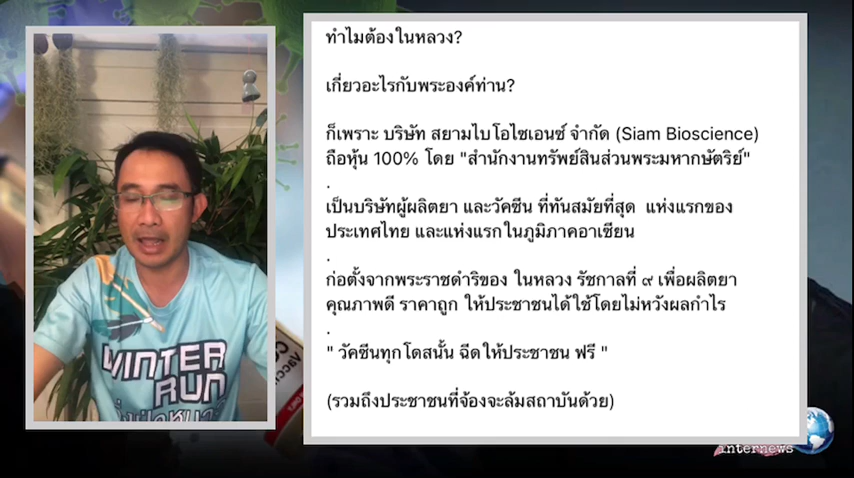 ทำไมต้องในหลวง?
เกี่ยวอะไรกับพระองค์ท่าน?
ก็เพราะ บริษัท สยามไบโอไซเอนซ์ จำกัด (Siam Bioscience)
ถือหุ้น 100% โดย "สำนักงานทรัพย์สินส่วนพระมหากษัตริย์"
.
เป็นบริษัทผู้ผลิตยา และวัคซีน ที่ทันสมัยที่สุด แห่งแรกของ
ประเทศไทย และแห่งแรกในภูมิภาคอาเซียน
.
ก่อตั้งจากพระราชดำริของ ในหลวง รัชกาลที่ ๙ เพื่อผลิตยา
คุณภาพดี ราคาถูก ให้ประชาชนได้ใช้โดยไม่หวังผลกำไร
.
" วัคซีนทุกโดสนั้น ฉีดให้ประชาชน ฟรี "
(รวมถึงประชาชนที่จ้องจะล้มสถาบันด้วย)
WINTER
RUN
internews